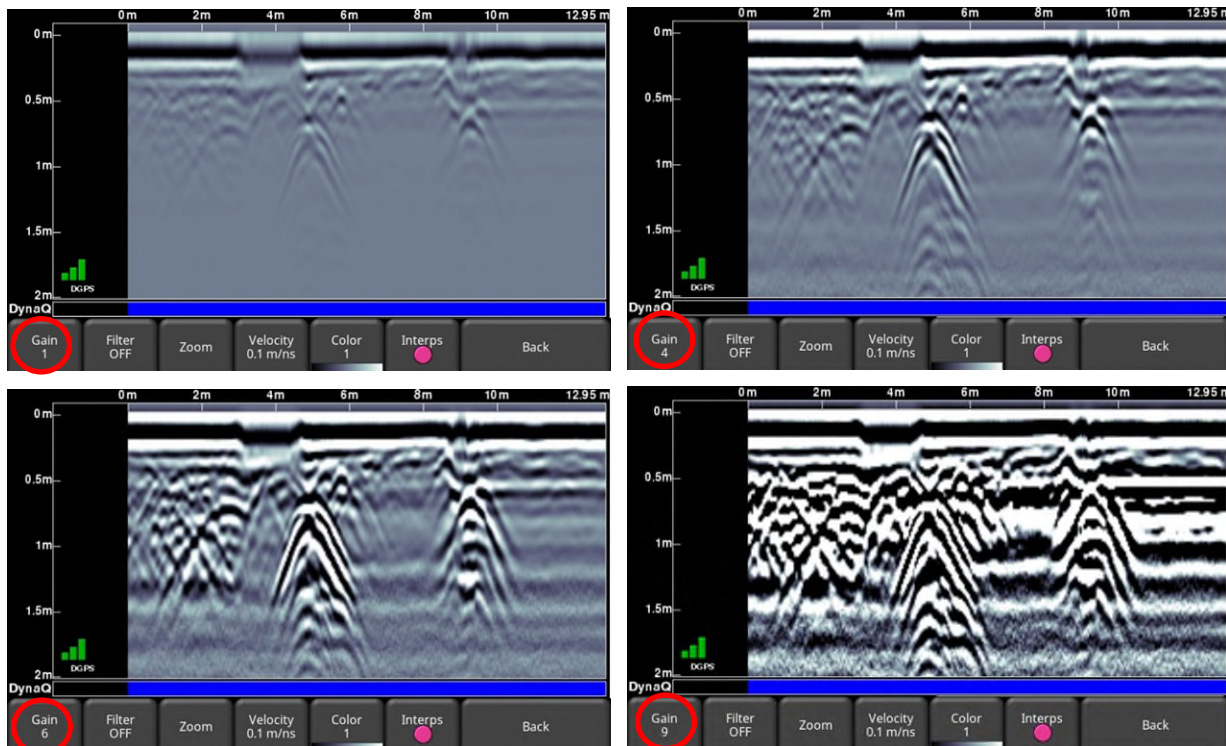 0m 2m 4m 6m 8m 10m 12.95 m
0m
0.5m
1m
1.5m
DGPS
2m
DynaQ
Gain 1 Filter OFF Zoom Velocity 0.1 m/ns Color 1 Interps Back
0m 2m 4m 6m 8m 10m 12.95 m
0m
0.5m
1m
1.5m
DGPS
2m
DynaQ
Gain 4 Filter OFF Zoom Velocity 0.1 m/ns Color 1 Interps Back
0m 2m 4m 6m 8m 10m 12.95 m
0m
0.5m
1m
1.5m
DGPS
2m
DynaQ
Gain 6 Filter OFF Zoom Velocity 0.1 m/ns Color 1 Interps Back
0m 2m 4m 6m 8m 10m 12.95 m
0m
0.5m
1m
1.5m
DGPS
2m
DynaQ
Gain 9 Filter OFF Zoom Velocity 0.1 m/ns Color 1 Interps Back